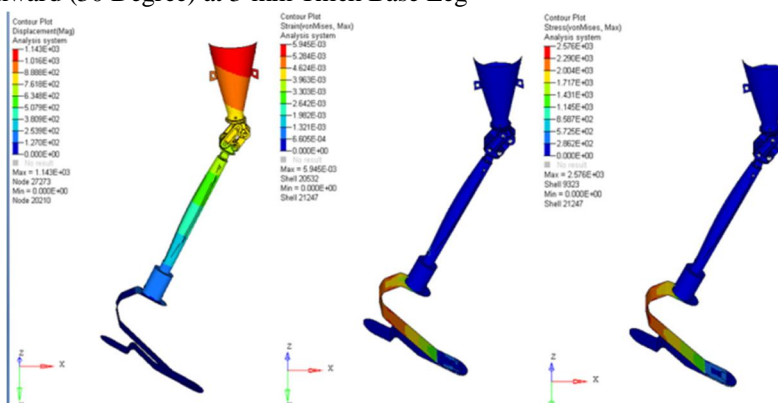 ward (30 Degree) at 3 mm Thick Base Leg
Contour Plot
Displacement(Mag)
Analysis system
1.143E+03
1.016E+03
8.888E+02
7.618E+02
6.348E+02
5.079E+02
3.809E+02
2.539E+02
1.270E+02
0.000E+00
No result
Max = 1.143E+03
Node 27273
Min = 0.000E+00
Node 20210
Z
X
Y
Contour Plot
Strain(vonMises, Max)
Analysis system
5.945E-03
5.284E-03
4.624E-03
3.963E-03
3.303E-03
2.642E-03
1.982E-03
1.321E-03
6.605E-04
0.000E+00
No result
Max = 5.945E-03
Shell 20532
Min = 0.000E+00
Shell 21247
Z
X
Y
Contour Plot
Stress(vonMises, Max)
Analysis system
2.576E+03
2.290E+03
2.004E+03
1.717E+03
1.431E+03
1.145E+03
8.587E+02
5.725E+02
2.862E+02
0.000E+00
No result
Max = 2.576E+03
Shell 9323
Min = 0.000E+00
Shell 21247
Z
X